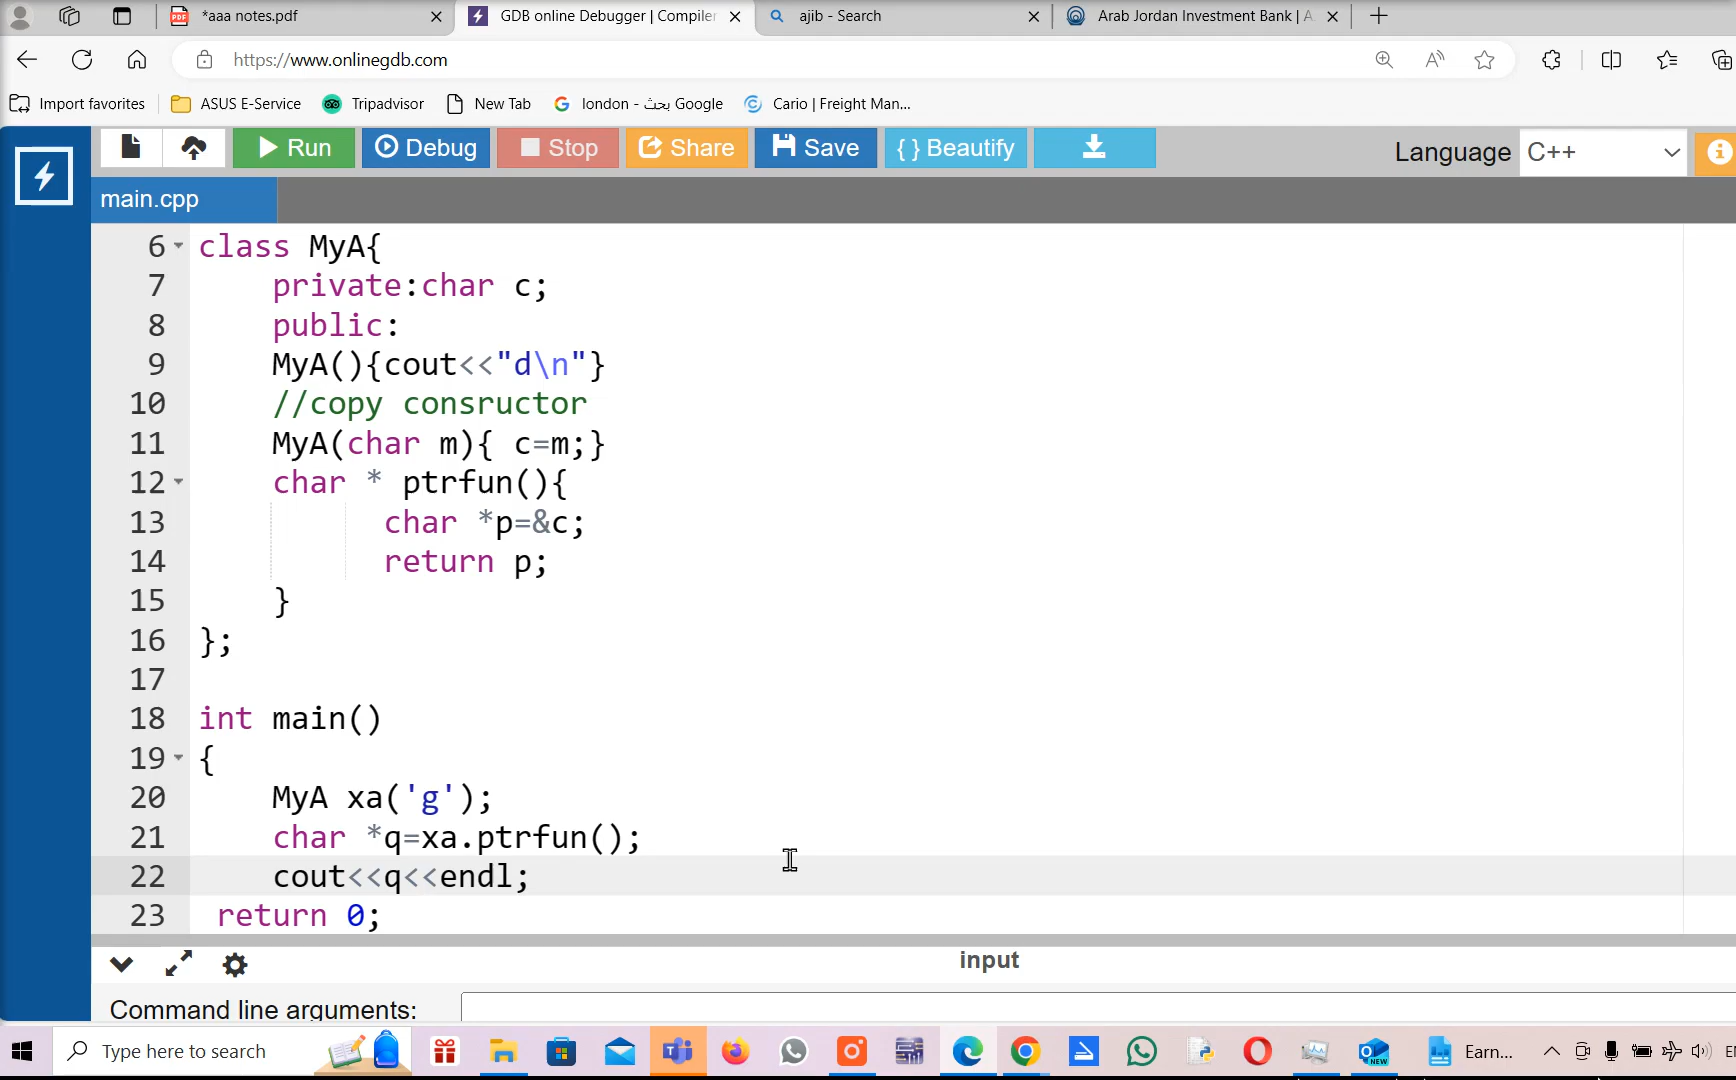 *aaa notes.pdf
GDB online Debugger | Compiler
ajib - Search
Arab Jordan Investment Bank | A
https://www.onlinegdb.com
Import favorites
ASUS E-Service
Tripadvisor
New Tab
london - بحث Google
Cario | Freight Man...
Run
Debug
Stop
Share
Save
{ } Beautify
Language
C++
main.cpp
6 class MyA{
7 private:char c;
8 public:
9 MyA(){cout<<"d\n"}
10 //copy consructor
11 MyA(char m){ c=m;}
12 char * ptrfun(){
13 char *p=&c;
14 return p;
15 }
16 };
17
18 int main()
19 {
20 MyA xa('g');
21 char *q=xa.ptrfun();
22 cout<<q<<endl;
23 return 0;
input
Command line arguments:
Type here to search
Earn...